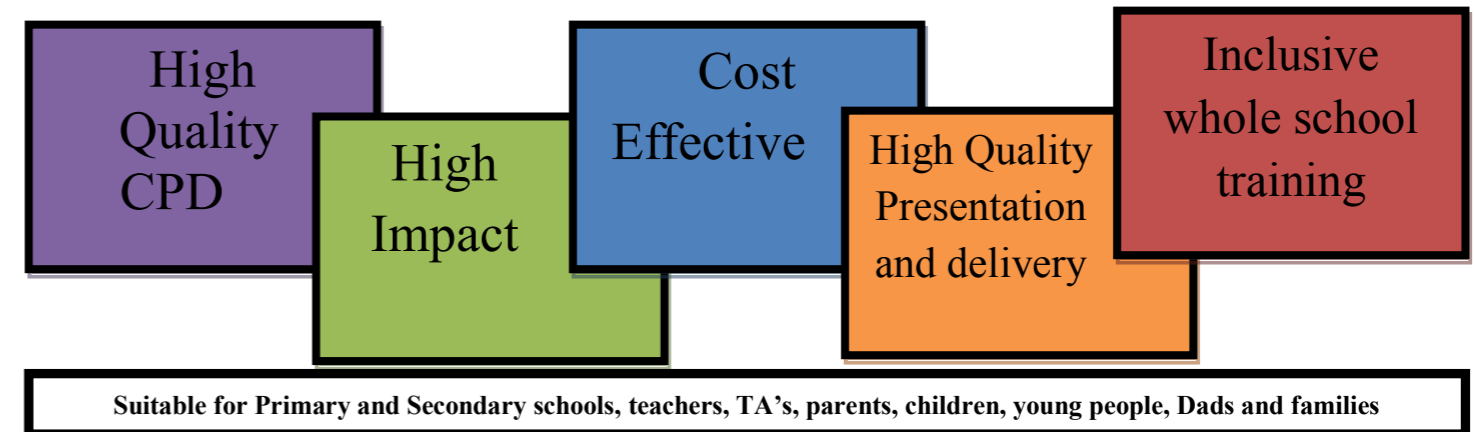 High
Quality
CPD
High
Impact
Cost
Effective
High Quality
Presentation
and delivery
Inclusive
whole school
training
Suitable for Primary and Secondary schools, teachers, TA’s, parents, children, young people, Dads and families